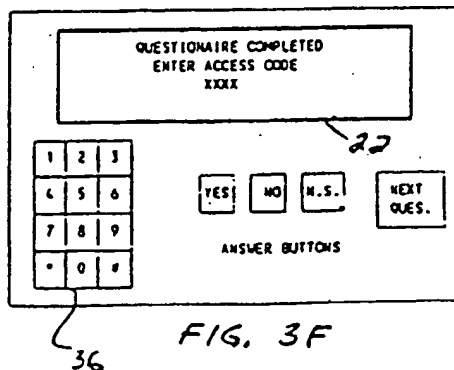 QUESTIONAIRE COMPLETED
ENTER ACCESS CODE
XXXX
22
1 2 3
4 5 6
7 8 9
* 0 #
YES NO N.S. NEXT QUES.
ANSWER BUTTONS
36
FIG. 3F